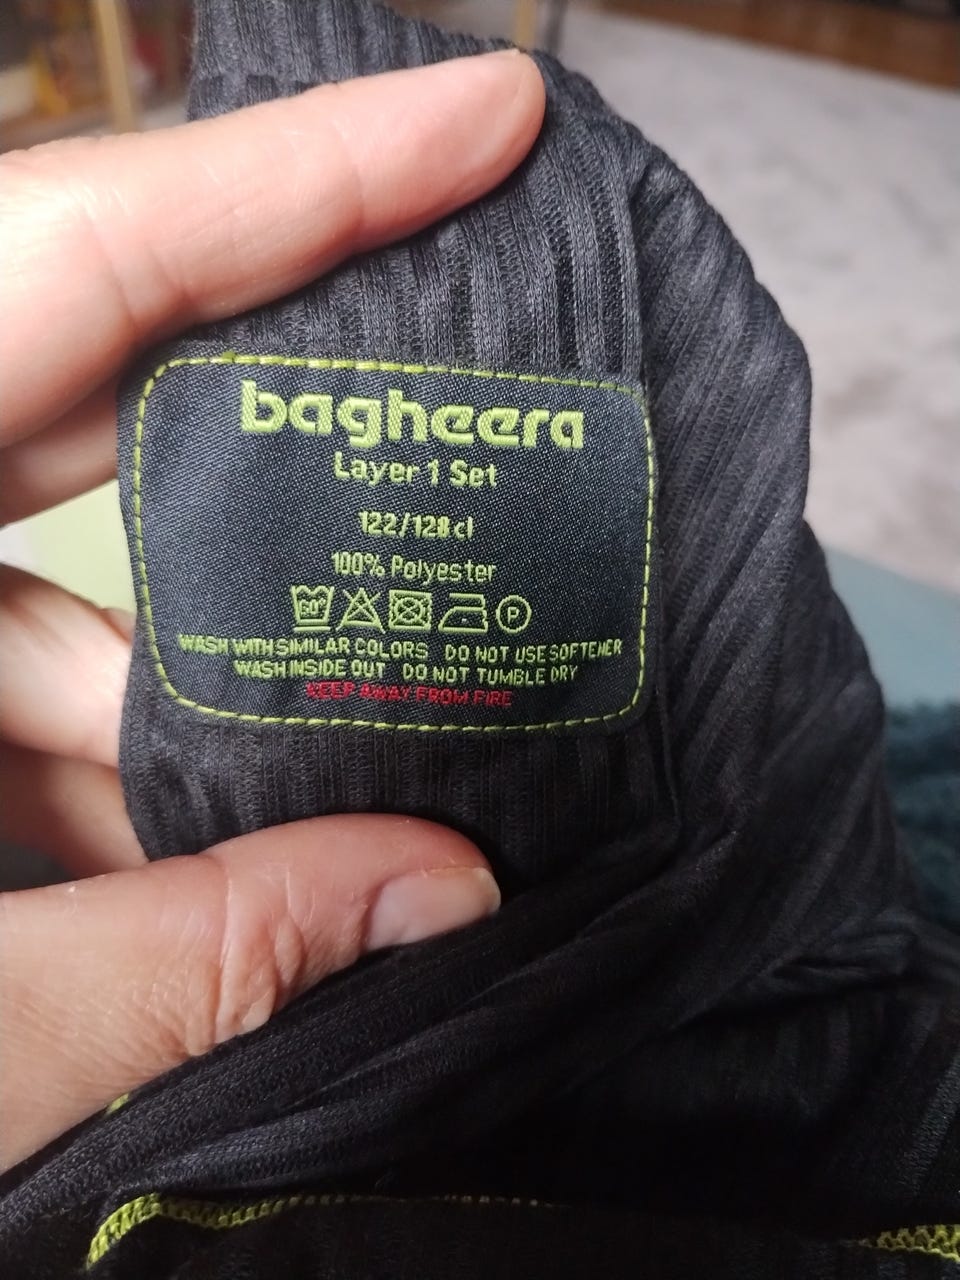 bagheera
Layer 1 Set
122/128 cl
100% Polyester
60° P
WASH WITH SIMILAR COLORS DO NOT USE SOFTENER
WASH INSIDE OUT DO NOT TUMBLE DRY
KEEP AWAY FROM FIRE